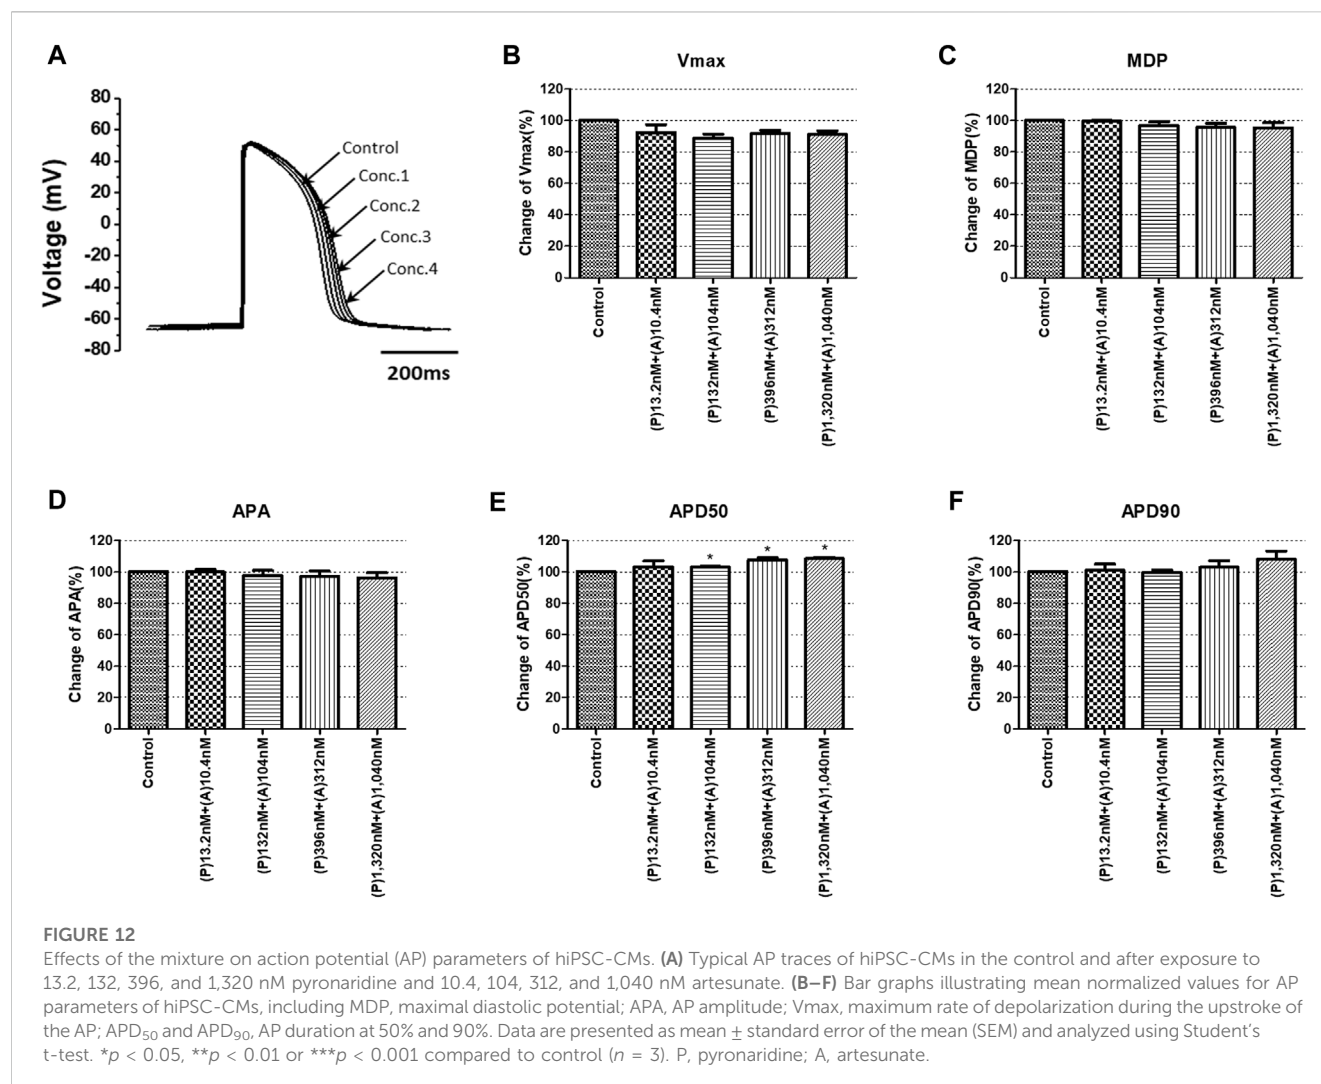 A
80
60
40
20
0
-20
-40
-60
-80
Voltage (mV)
Control
Conc.1
Conc.2
Conc.3
Conc.4
200ms
B
Vmax
Change of Vmax(%)
120
100
80
60
40
20
0
Control
(P)13.2nM+(A)10.4nM
(P)132nM+(A)104nM
(P)396nM+(A)312nM
(P)1,320nM+(A)1,040nM
C
MDP
Change of MDP(%)
120
100
80
60
40
20
0
Control
(P)13.2nM+(A)10.4nM
(P)132nM+(A)104nM
(P)396nM+(A)312nM
(P)1,320nM+(A)1,040nM
D
APA
Change of APA(%)
120
100
80
60
40
20
0
Control
(P)13.2nM+(A)10.4nM
(P)132nM+(A)104nM
(P)396nM+(A)312nM
(P)1,320nM+(A)1,040nM
E
APD50
Change of APD50(%)
120
100
80
60
40
20
0
* * *
Control
(P)13.2nM+(A)10.4nM
(P)132nM+(A)104nM
(P)396nM+(A)312nM
(P)1,320nM+(A)1,040nM
F
APD90
Change of APD90(%)
120
100
80
60
40
20
0
Control
(P)13.2nM+(A)10.4nM
(P)132nM+(A)104nM
(P)396nM+(A)312nM
(P)1,320nM+(A)1,040nM
FIGURE 12
Effects of the mixture on action potential (AP) parameters of hiPSC-CMs. (A) Typical AP traces of hiPSC-CMs in the control and after exposure to
13.2, 132, 396, and 1,320 nM pyronaridine and 10.4, 104, 312, and 1,040 nM artesunate. (B–F) Bar graphs illustrating mean normalized values for AP
parameters of hiPSC-CMs, including MDP, maximal diastolic potential; APA, AP amplitude; Vmax, maximum rate of depolarization during the upstroke of
the AP; APD50 and APD90, AP duration at 50% and 90%. Data are presented as mean ± standard error of the mean (SEM) and analyzed using Student's
t-test. *p < 0.05, **p < 0.01 or ***p < 0.001 compared to control (n = 3). P, pyronaridine; A, artesunate.